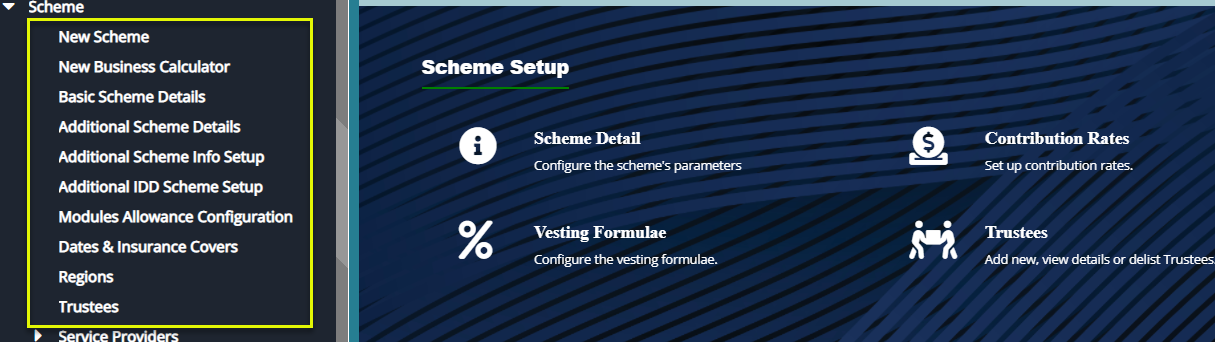 Scheme
New Scheme
New Business Calculator
Basic Scheme Details
Additional Scheme Details
Additional Scheme Info Setup
Additional IDD Scheme Setup
Modules Allowance Configuration
Dates & Insurance Covers
Regions
Trustees
Service Providers
Scheme Setup
Scheme Detail
Configure the scheme's parameters
Contribution Rates
Set up contribution rates.
Vesting Formulae
Configure the vesting formulae.
Trustees
Add new, view details or delist Trustees.